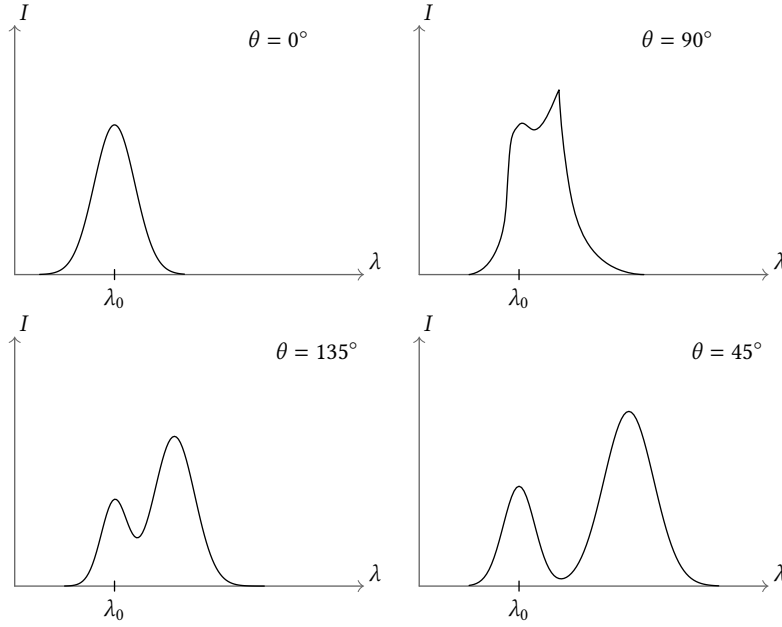 I
θ = 0°
λ
λ₀
I
θ = 90°
λ
λ₀
I
θ = 135°
λ
λ₀
I
θ = 45°
λ
λ₀